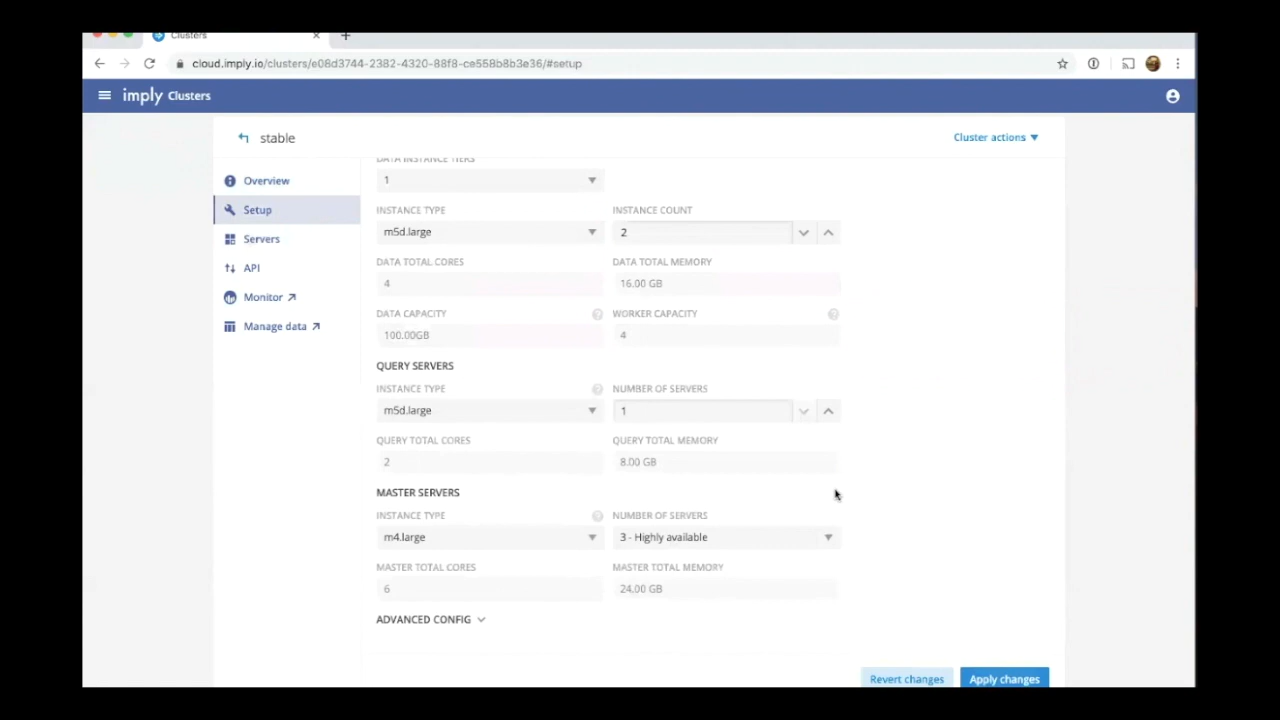 Clusters
cloud.imply.io/clusters/e08d3744-2382-4320-88f8-ce558b8b3e36/#setup
imply Clusters
stable
Cluster actions
DATA INSTANCE TIERS
Overview
1
Setup
INSTANCE TYPE INSTANCE COUNT
m5d.large 2
Servers
DATA TOTAL CORES DATA TOTAL MEMORY
API
4 16.00 GB
Monitor
DATA CAPACITY WORKER CAPACITY
Manage data
100.00GB 4
QUERY SERVERS
INSTANCE TYPE NUMBER OF SERVERS
m5d.large 1
QUERY TOTAL CORES QUERY TOTAL MEMORY
2 8.00 GB
MASTER SERVERS
INSTANCE TYPE NUMBER OF SERVERS
m4.large 3 - Highly available
MASTER TOTAL CORES MASTER TOTAL MEMORY
6 24.00 GB
ADVANCED CONFIG
Revert changes Apply changes